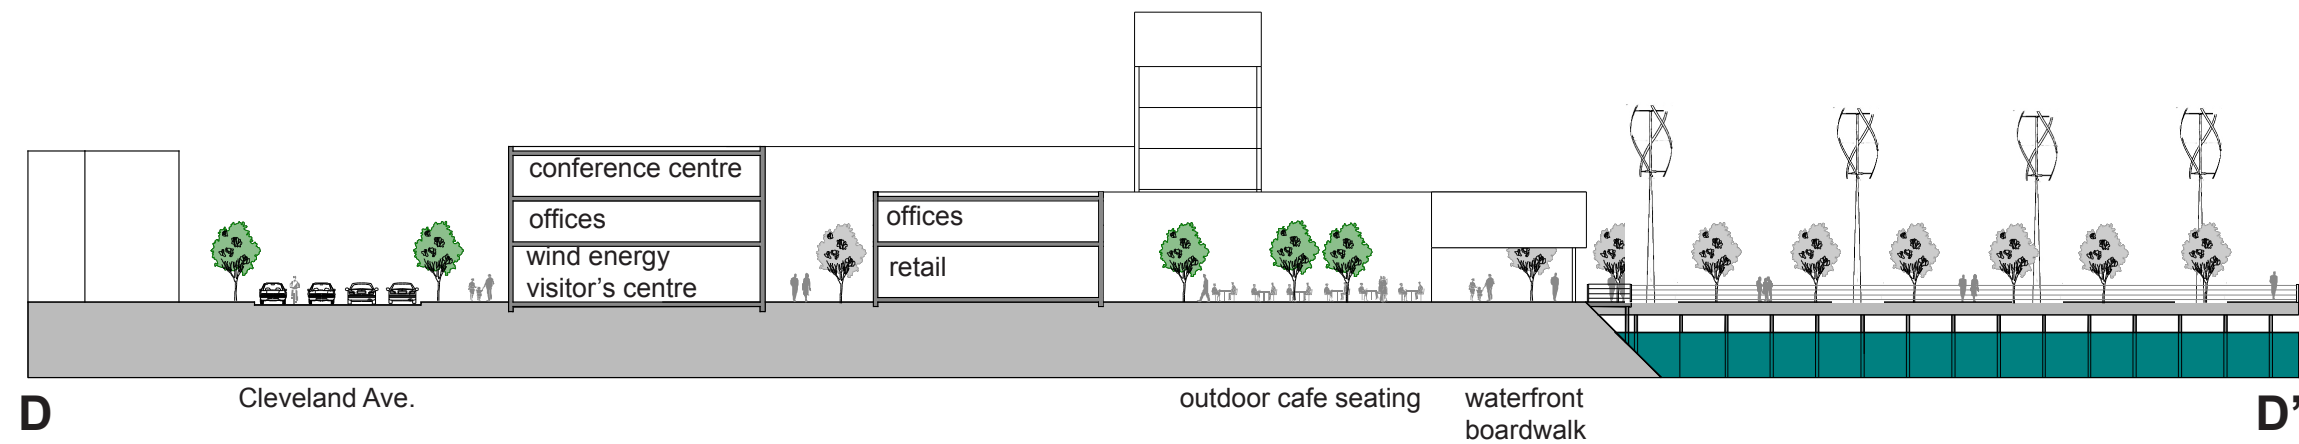 conference centre
offices
wind energy
visitor's centre
offices
retail
Cleveland Ave.
outdoor cafe seating
waterfront
boardwalk
D
D’